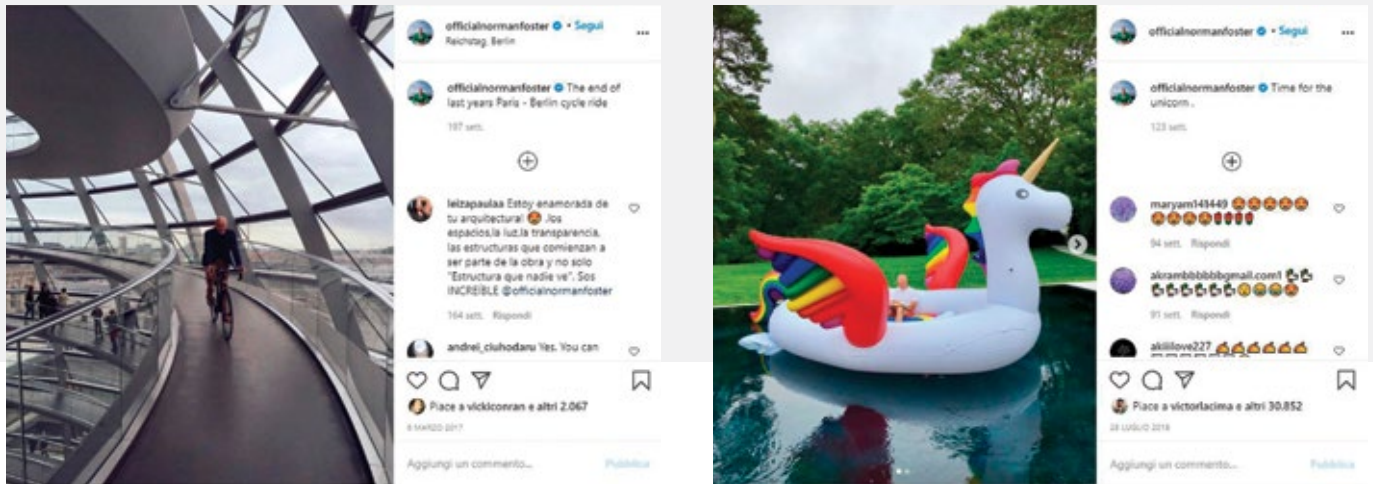 officialnormanfoster • Segui
Reichstag, Berlin
officialnormanfoster The end of
last years Paris - Berlin cycle ride
187 sett.
leizapaulaa Estoy enamorada de
tu arquitectura! 😍 ,los
espacios,la luz,la transparencia,
las estructuras que comienzan a
ser parte de la obra y no solo
"Estructura que nadie ve". Sos
INCREÍBLE @officialnormanfoster
164 sett. Rispondi
andrei_ciuhodaru Yes. You can
Piace a vickiconran e altri 2.067
8 MARZO 2017
Aggiungi un commento... Pubblica
officialnormanfoster • Segui
officialnormanfoster Time for the
unicorn .
123 sett.
maryam141449
94 sett. Rispondi
akrambbbbbbgmail.com1
91 sett. Rispondi
akiiilove227
Piace a victorlacima e altri 30.852
28 LUGLIO 2018
Aggiungi un commento... Pubblica